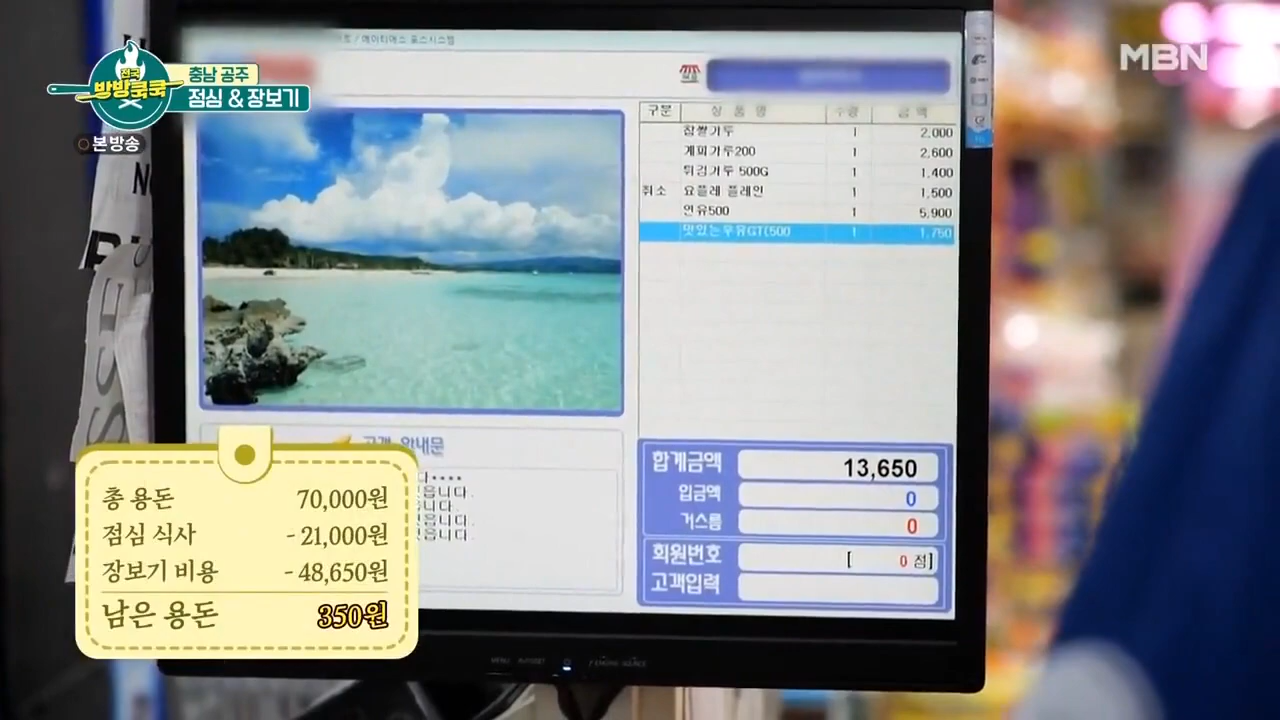 MBN
전국
방방쿡쿡
충남 공주
점심 & 장보기
본방송
구분 상 품 명 수량 금 액
찹쌀가루 1 2,000
계피가루200 1 2,600
튀김가루 500G 1 1,400
취소 요플레 플레인 1 1,500
연유500 1 5,900
맛있는우유GT(500 1 1,750
고객 안내문
합계금액 13,650
입금액 0
거스름 0
회원번호 [ 0 점]
고객입력
총 용돈 70,000원
점심 식사 - 21,000원
장보기 비용 - 48,650원
남은 용돈 350원